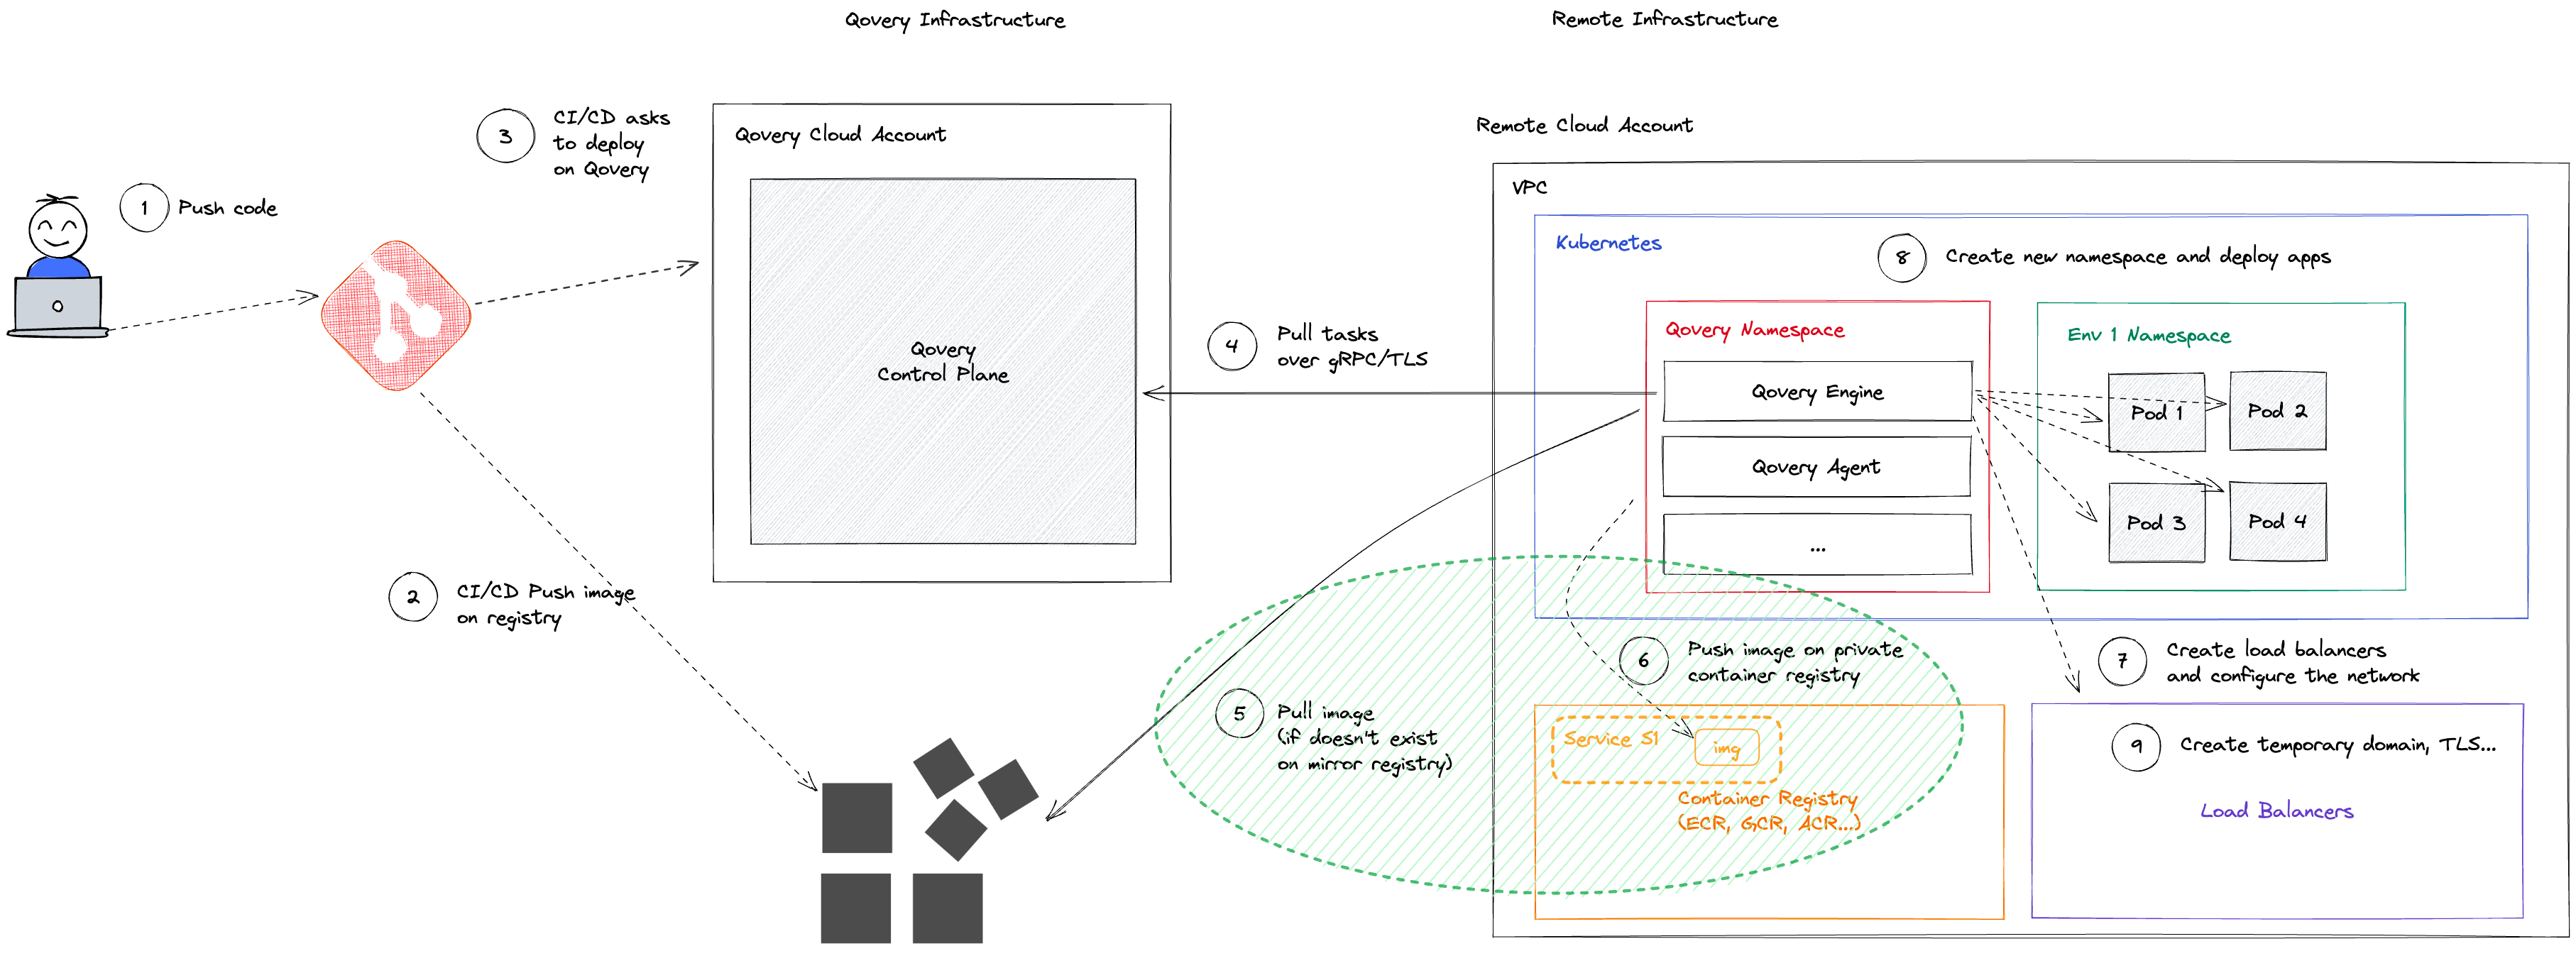 Qovery Infrastructure
Remote Infrastructure
3
CI/CD asks
to deploy
on Qovery
Qovery Cloud Account
Remote Cloud Account
1
Push code
VPC
Kubernetes
8
Create new namespace and deploy apps
Qovery
Control Plane
4
Pull tasks
over gRPC/TLS
Qovery Namespace
Qovery Engine
Qovery Agent
...
Env 1 Namespace
Pod 1
Pod 2
Pod 3
Pod 4
2
CI/CD Push image
on registry
5
Pull image
(if doesn't exist
on mirror registry)
6
Push image on private
container registry
7
Create load balancers
and configure the network
Service S1
img
Container Registry
(ECR, GCR, ACR...)
9
Create temporary domain, TLS...
Load Balancers